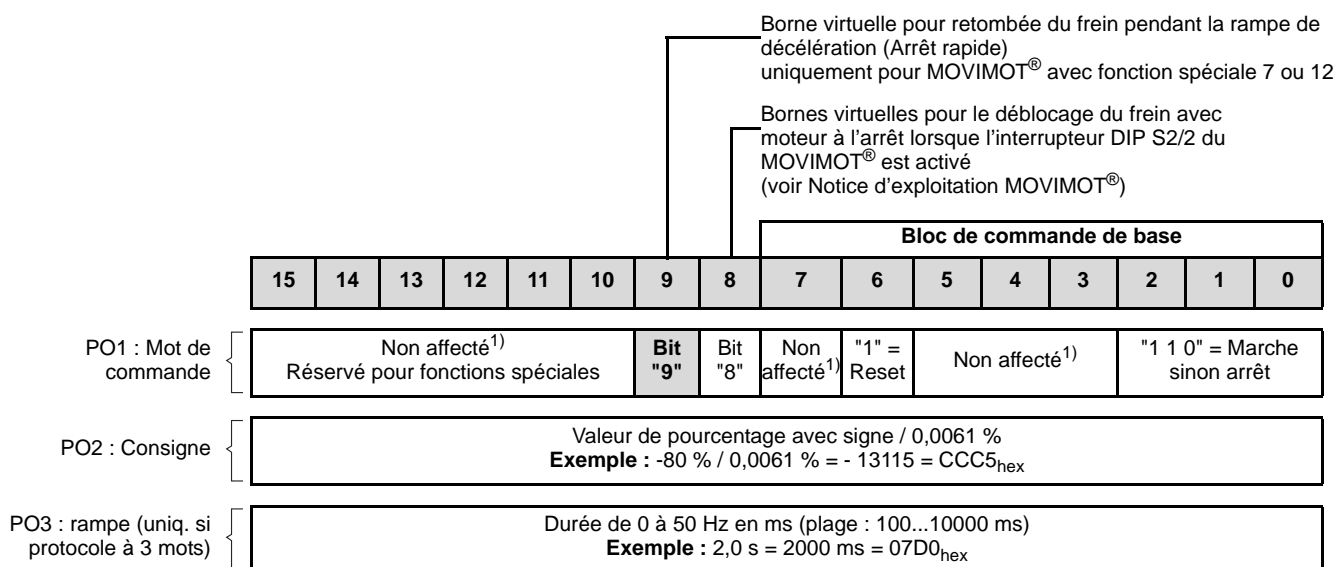 Borne virtuelle pour retombée du frein pendant la rampe de
décélération (Arrêt rapide)
uniquement pour MOVIMOT® avec fonction spéciale 7 ou 12
Bornes virtuelles pour le déblocage du frein avec
moteur à l'arrêt lorsque l'interrupteur DIP S2/2 du
MOVIMOT® est activé
(voir Notice d'exploitation MOVIMOT®)
Bloc de commande de base
15 14 13 12 11 10 9 8 7 6 5 4 3 2 1 0
PO1 : Mot de
commande
Non affecté1)
Réservé pour fonctions spéciales
Bit
"9"
Bit
"8"
Non
affecté1)
"1" =
Reset
Non affecté1)
"1 1 0" = Marche
sinon arrêt
PO2 : Consigne
Valeur de pourcentage avec signe / 0,0061 %
Exemple : -80 % / 0,0061 % = - 13115 = CCC5hex
PO3 : rampe (uniq. si
protocole à 3 mots)
Durée de 0 à 50 Hz en ms (plage : 100...10000 ms)
Exemple : 2,0 s = 2000 ms = 07D0hex